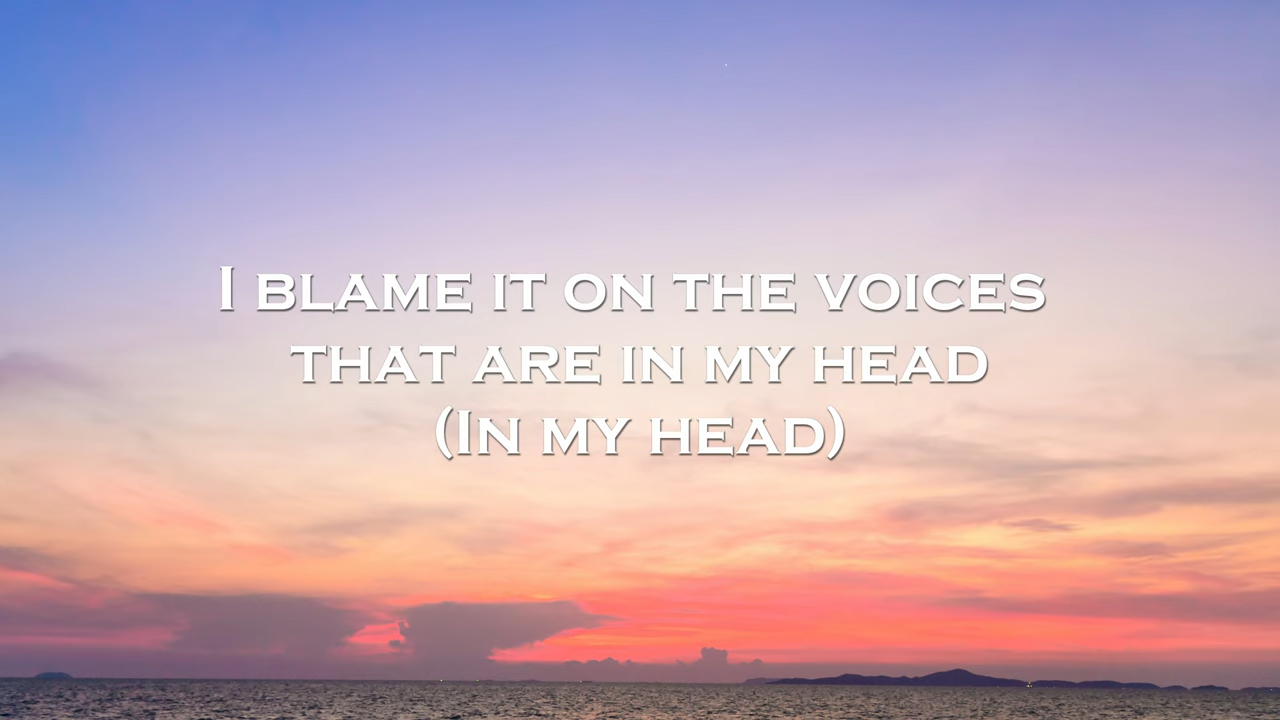 I BLAME IT ON THE VOICES
THAT ARE IN MY HEAD
(IN MY HEAD)